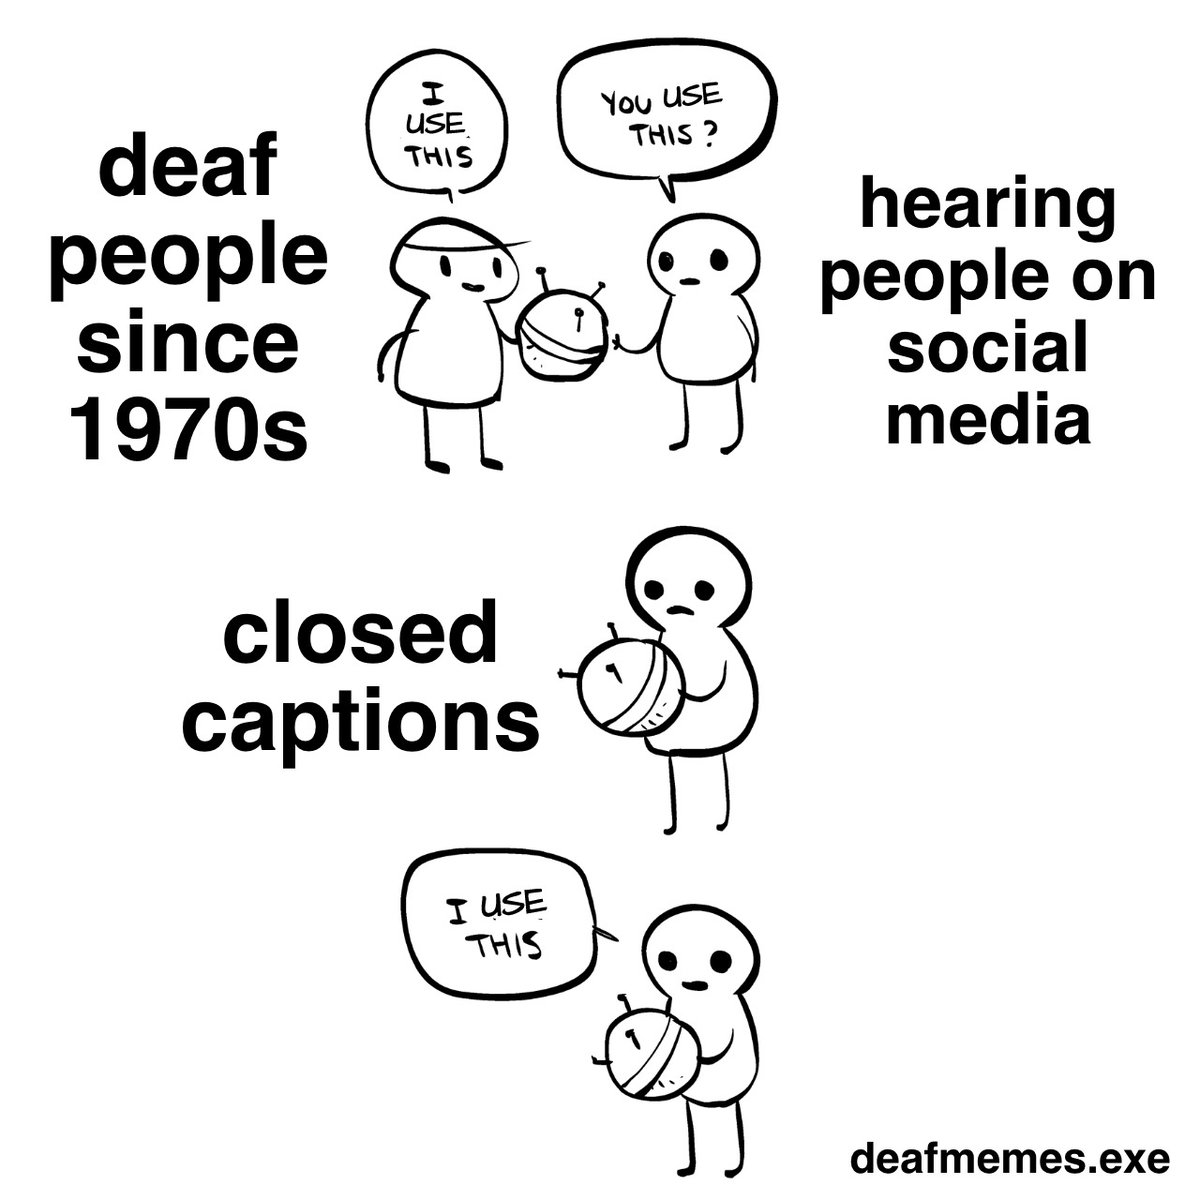 I
USE
THIS
YOU USE
THIS?
deaf
people
since
1970s
hearing
people on
social
media
closed
captions
I USE
THIS
deafmemes.exe